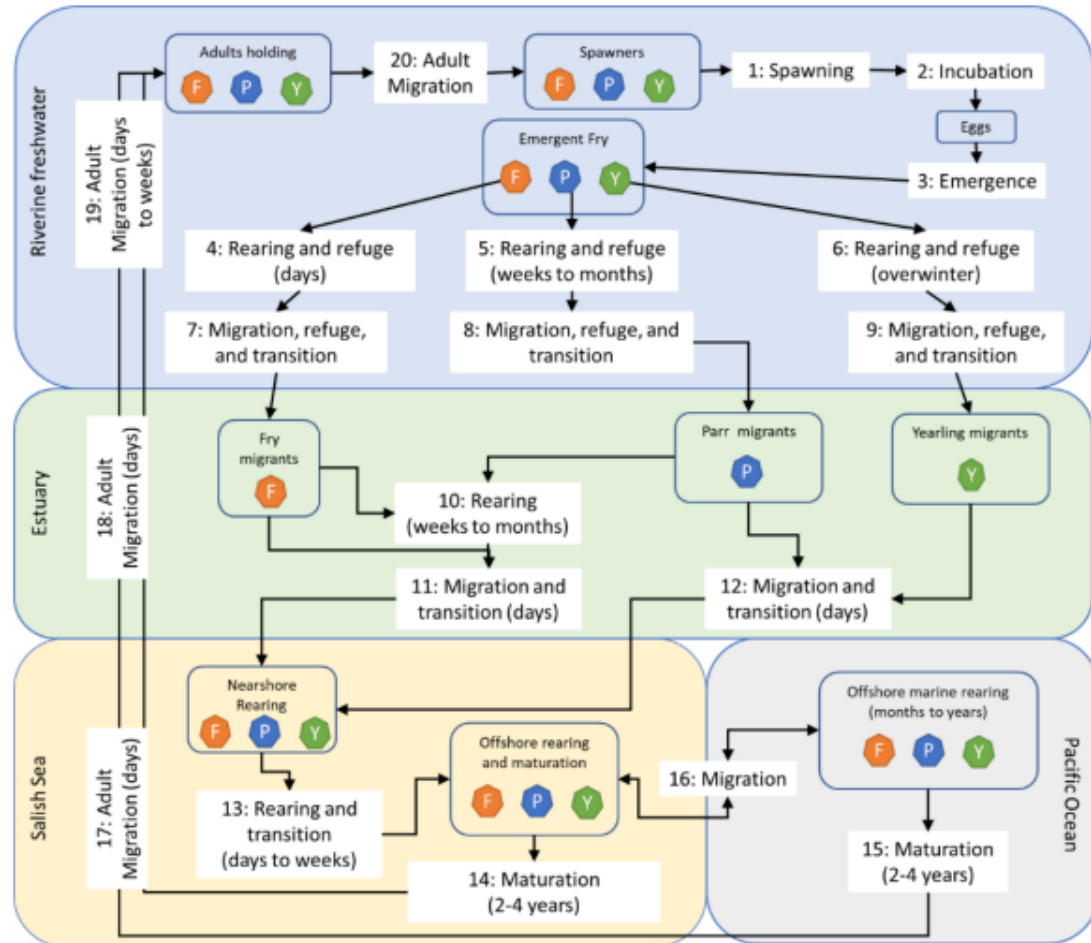 Riverine freshwater
Adults holding
F P Y
20: Adult
Migration
Spawners
F P Y
1: Spawning
2: Incubation
Eggs
3: Emergence
Emergent Fry
F P Y
19: Adult
Migration (days
to weeks)
4: Rearing and refuge
(days)
5: Rearing and refuge
(weeks to months)
6: Rearing and refuge
(overwinter)
7: Migration, refuge,
and transition
8: Migration, refuge, and
transition
9: Migration, refuge,
and transition
Estuary
18: Adult
Migration (days)
Fry
migrants
F
Parr migrants
P
Yearling migrants
Y
10: Rearing
(weeks to months)
11: Migration and
transition (days)
12: Migration and
transition (days)
Salish Sea
17: Adult
Migration (days)
Nearshore
Rearing
F P Y
13: Rearing and
transition
(days to weeks)
Offshore rearing
and maturation
F P Y
14: Maturation
(2-4 years)
16: Migration
Offshore marine rearing
(months to years)
F P Y
15: Maturation
(2-4 years)
Pacific Ocean